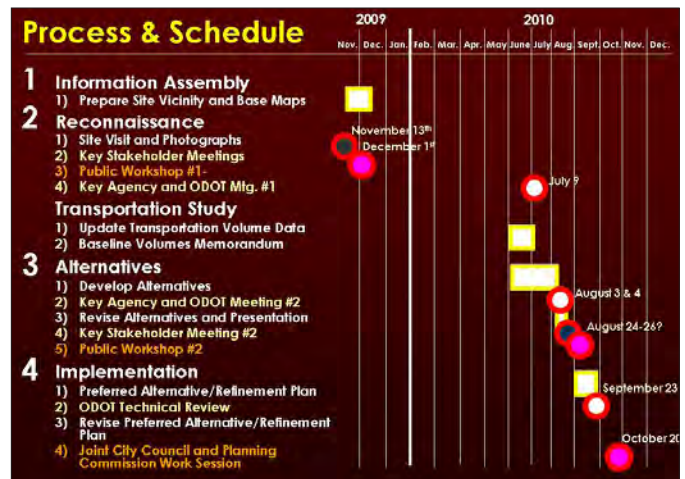 Process & Schedule
2009
2010
Nov. Dec. Jan. Feb. Mar. Apr. May June July Aug. Sept. Oct. Nov. Dec.
1 Information Assembly
1) Prepare Site Vicinity and Base Maps
2 Reconnaissance
November 13th
1) Site Visit and Photographs
December 1st
2) Key Stakeholder Meetings
3) Public Workshop #1-
4) Key Agency and ODOT Mtg. #1
July 9
Transportation Study
1) Update Transportation Volume Data
2) Baseline Volumes Memorandum
3 Alternatives
1) Develop Alternatives
2) Key Agency and ODOT Meeting #2
August 3 & 4
3) Revise Alternatives and Presentation
4) Key Stakeholder Meeting #2
August 24-26?
5) Public Workshop #2
4 Implementation
1) Preferred Alternative/Refinement Plan
September 23
2) ODOT Technical Review
3) Revise Preferred Alternative/Refinement
Plan
October 20
4) Joint City Council and Planning
Commission Work Session